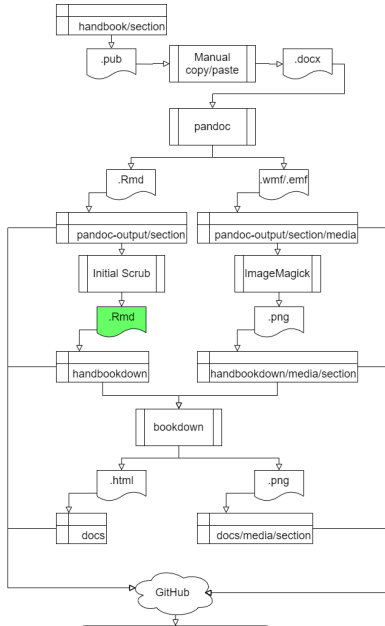 handbook/section
.pub
Manual
copy/paste
.docx
pandoc
.Rmd
.wmf/.emf
pandoc-output/section
pandoc-output/section/media
Initial Scrub
ImageMagick
.Rmd
.png
handbookdown
handbookdown/media/section
bookdown
.html
.png
docs
docs/media/section
GitHub